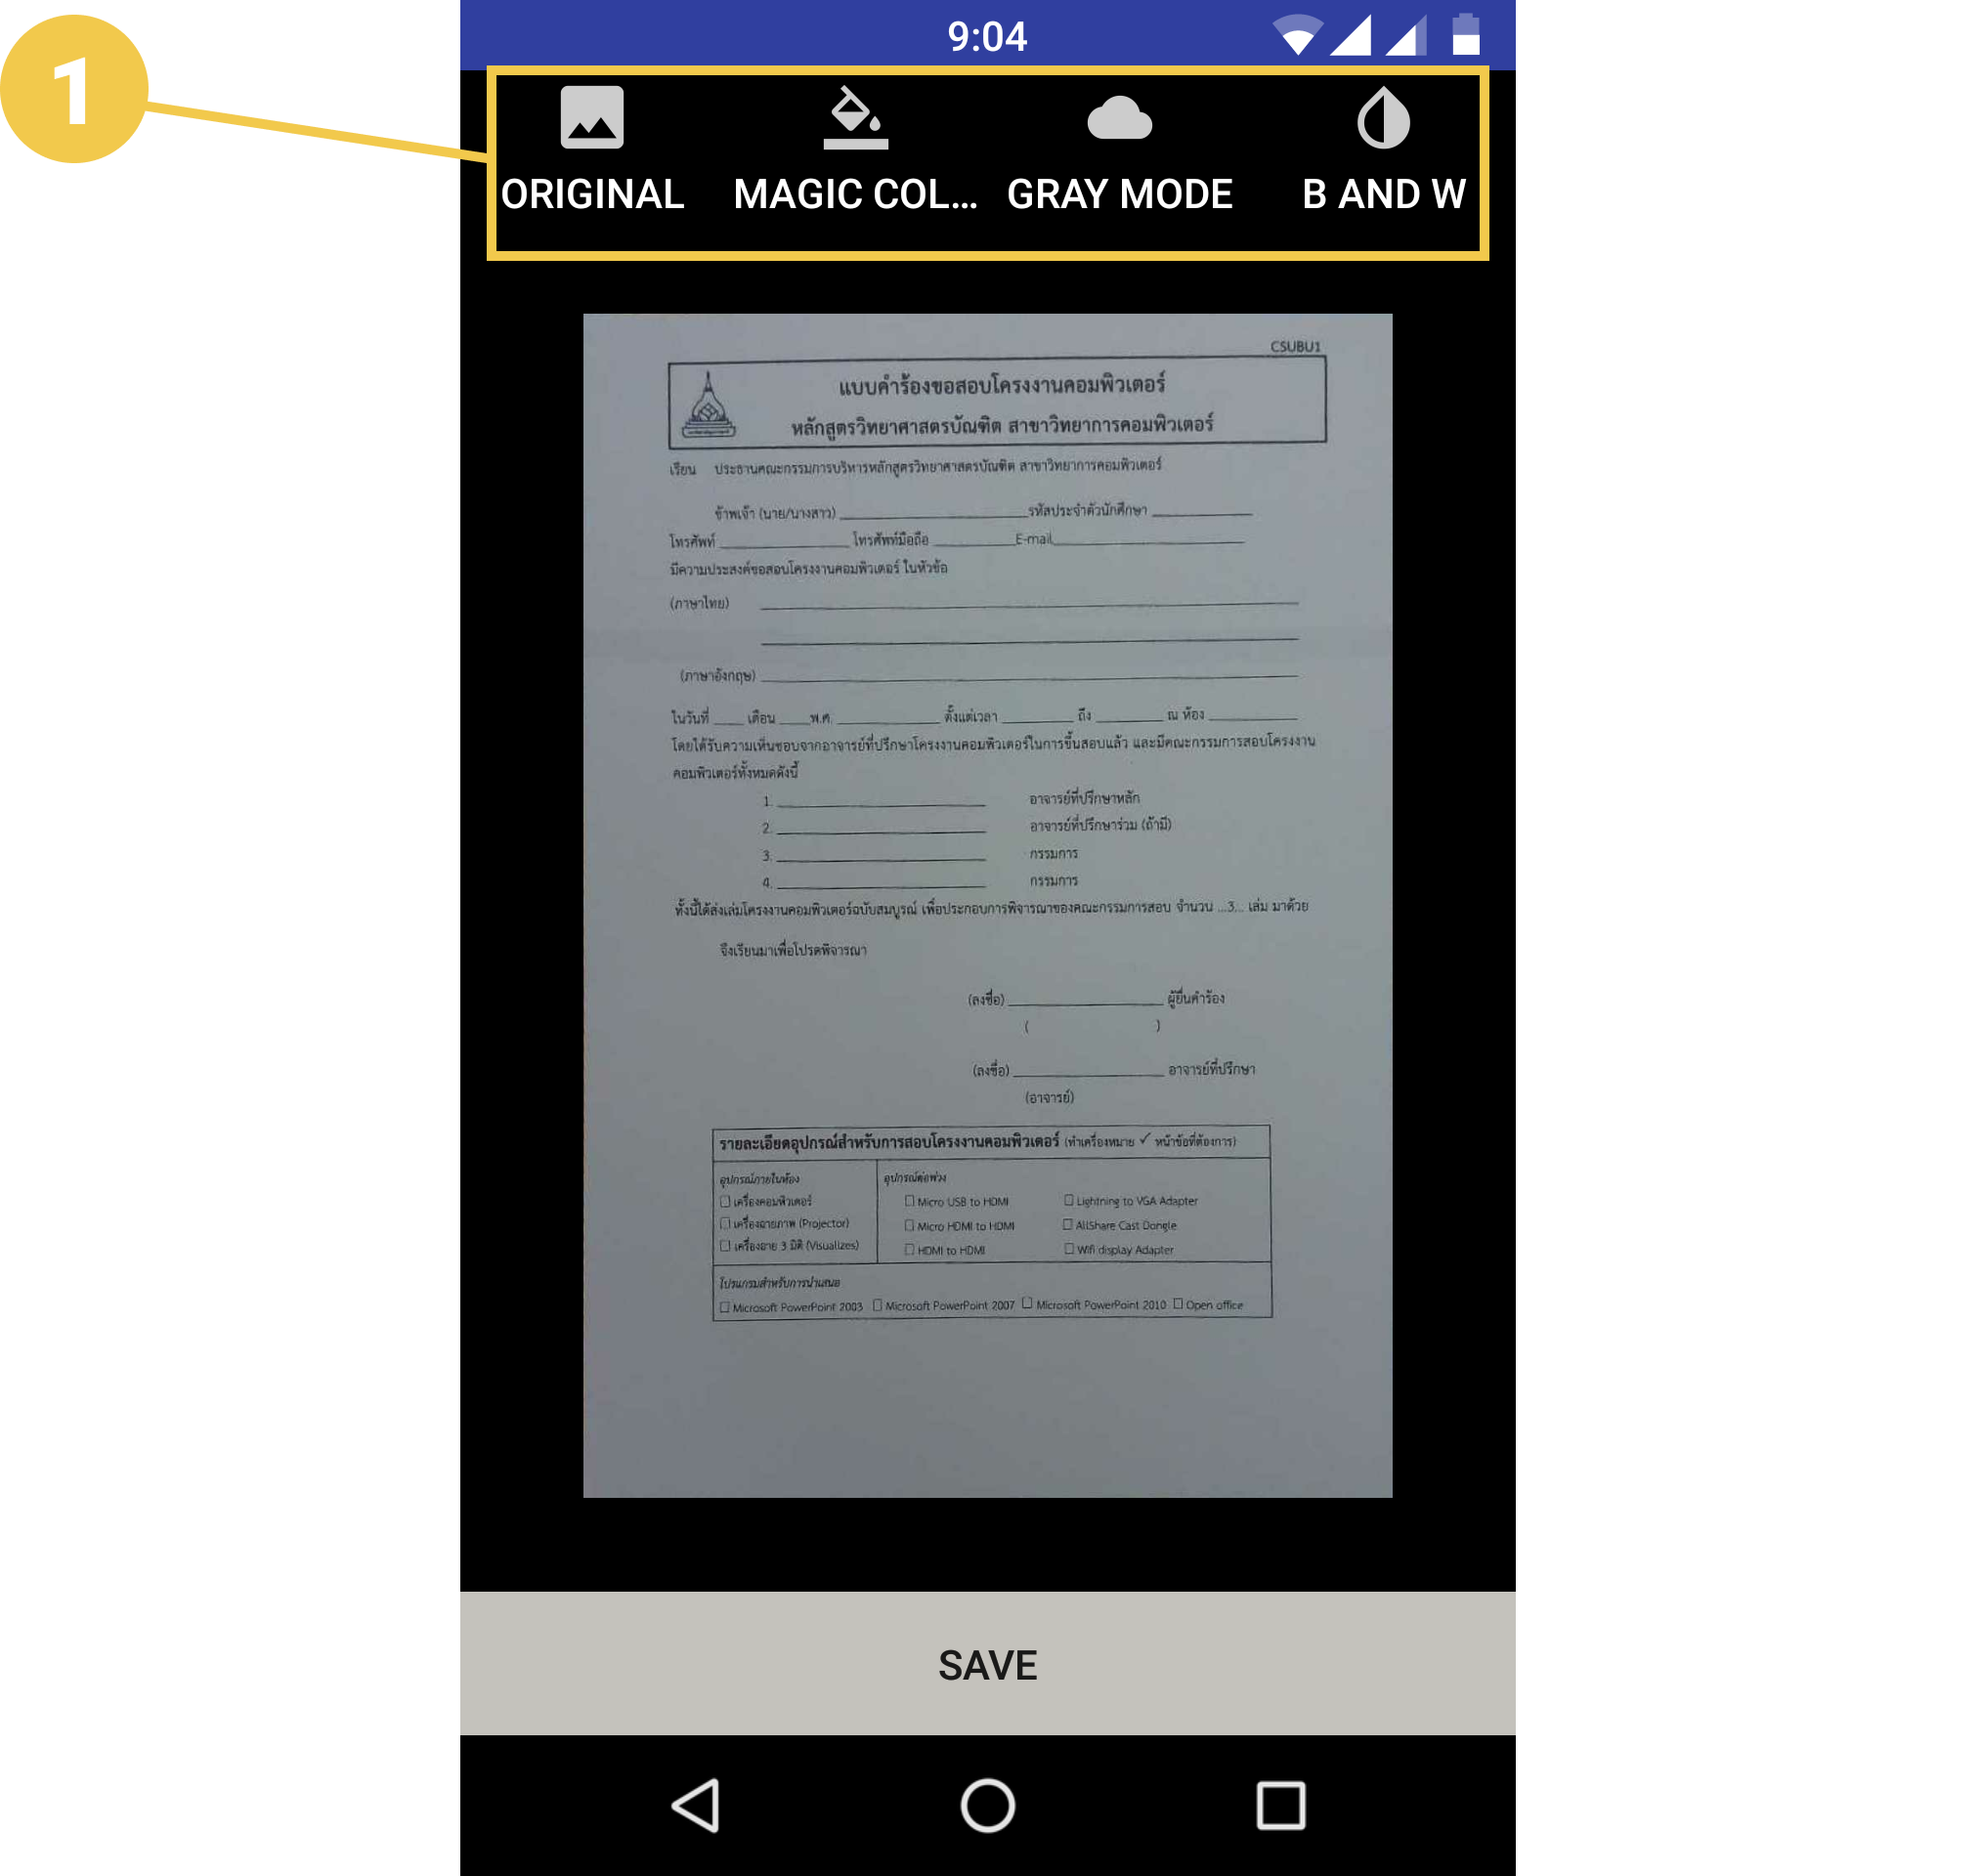 1
9:04
ORIGINAL MAGIC COL... GRAY MODE B AND W
CSUBU1
แบบคำร้องขอสอบโครงงานคอมพิวเตอร์
หลักสูตรวิทยาศาสตรบัณฑิต สาขาวิทยาการคอมพิวเตอร์
เรียน ประธานคณะกรรมการบริหารหลักสูตรวิทยาศาสตรบัณฑิต สาขาวิทยาการคอมพิวเตอร์
ข้าพเจ้า (นาย/นางสาว) ____________ รหัสประจำตัวนักศึกษา ________
โทรศัพท์ ________ โทรศัพท์มือถือ ________ E-mail ____________
มีความประสงค์ขอสอบโครงงานคอมพิวเตอร์ ในหัวข้อ
(ภาษาไทย)
(ภาษาอังกฤษ)
ในวันที่ ____ เดือน ____ พ.ศ. ________ ตั้งแต่เวลา ______ ถึง ______ ณ ห้อง ________
โดยได้รับความเห็นชอบจากอาจารย์ที่ปรึกษาโครงงานคอมพิวเตอร์ในการขึ้นสอบแล้ว และมีคณะกรรมการสอบโครงงาน
คอมพิวเตอร์ทั้งหมดดังนี้
1. ____________ อาจารย์ที่ปรึกษาหลัก
2. ____________ อาจารย์ที่ปรึกษาร่วม (ถ้ามี)
3. ____________ กรรมการ
4. ____________ กรรมการ
ทั้งนี้ได้ส่งเล่มโครงงานคอมพิวเตอร์ฉบับสมบูรณ์ เพื่อประกอบการพิจารณาของคณะกรรมการสอบ จำนวน ...3... เล่ม มาด้วย
จึงเรียนมาเพื่อโปรดพิจารณา
(ลงชื่อ) ____________ ผู้ยื่นคำร้อง
( )
(ลงชื่อ) ____________ อาจารย์ที่ปรึกษา
(อาจารย์)
รายละเอียดอุปกรณ์สำหรับการสอบโครงงานคอมพิวเตอร์ (ทำเครื่องหมาย ✓ หน้าข้อที่ต้องการ)
อุปกรณ์ภายในห้อง อุปกรณ์ต่อพ่วง
☐ เครื่องคอมพิวเตอร์ ☐ Micro USB to HDMI ☐ Lightning to VGA Adapter
☐ เครื่องฉายภาพ (Projector) ☐ Micro HDMI to HDMI ☐ AllShare Cast Dongle
☐ เครื่องฉาย 3 มิติ (Visualizes) ☐ HDMI to HDMI ☐ Wifi display Adapter
โปรแกรมสำหรับการนำเสนอ
☐ Microsoft PowerPoint 2003 ☐ Microsoft PowerPoint 2007 ☐ Microsoft PowerPoint 2010 ☐ Open office
SAVE